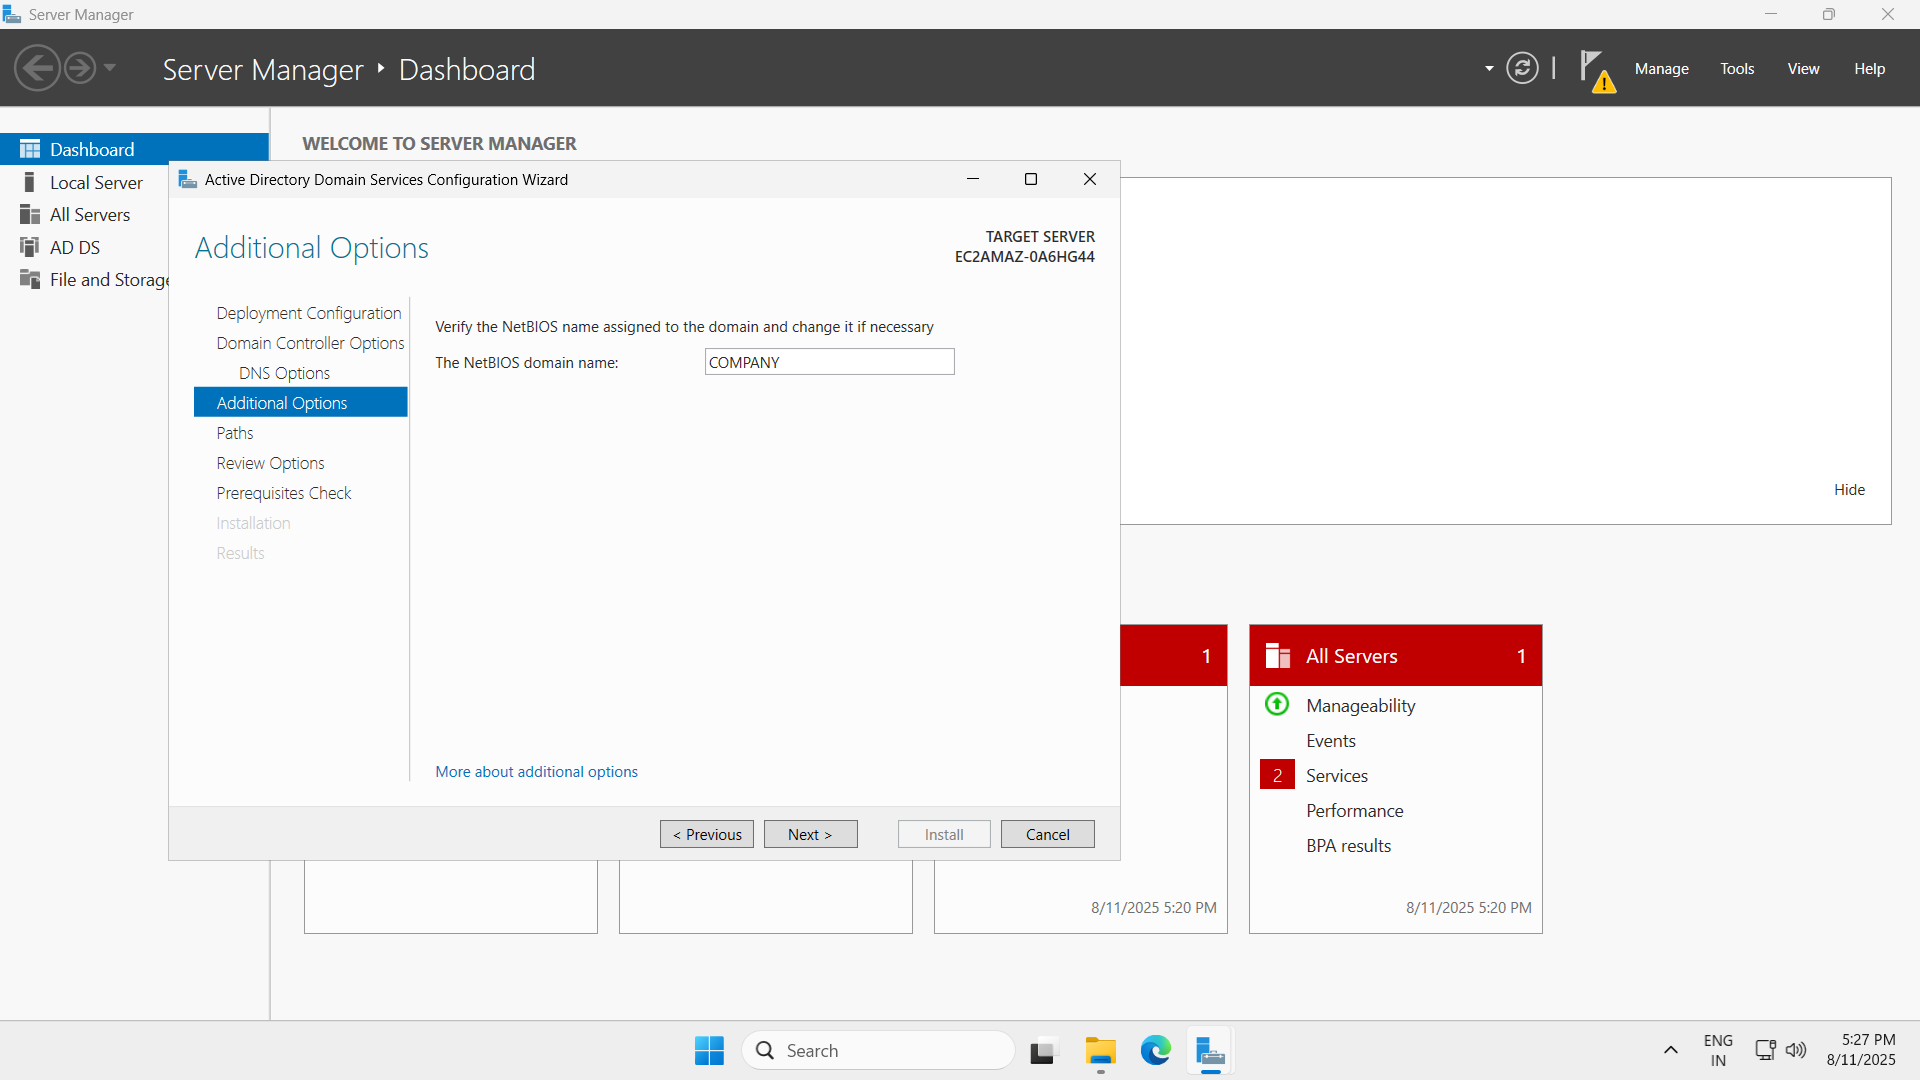 Server Manager
Server Manager ‣ Dashboard
Manage
Tools
View
Help
Dashboard
Local Server
All Servers
AD DS
File and Storage
WELCOME TO SERVER MANAGER
Active Directory Domain Services Configuration Wizard
Additional Options
TARGET SERVER
EC2AMAZ-0A6HG44
Deployment Configuration
Domain Controller Options
DNS Options
Additional Options
Paths
Review Options
Prerequisites Check
Installation
Results
Verify the NetBIOS name assigned to the domain and change it if necessary
The NetBIOS domain name: COMPANY
More about additional options
< Previous
Next >
Install
Cancel
Hide
1
8/11/2025 5:20 PM
All Servers 1
Manageability
Events
2 Services
Performance
BPA results
8/11/2025 5:20 PM
Search
ENG
IN
5:27 PM
8/11/2025